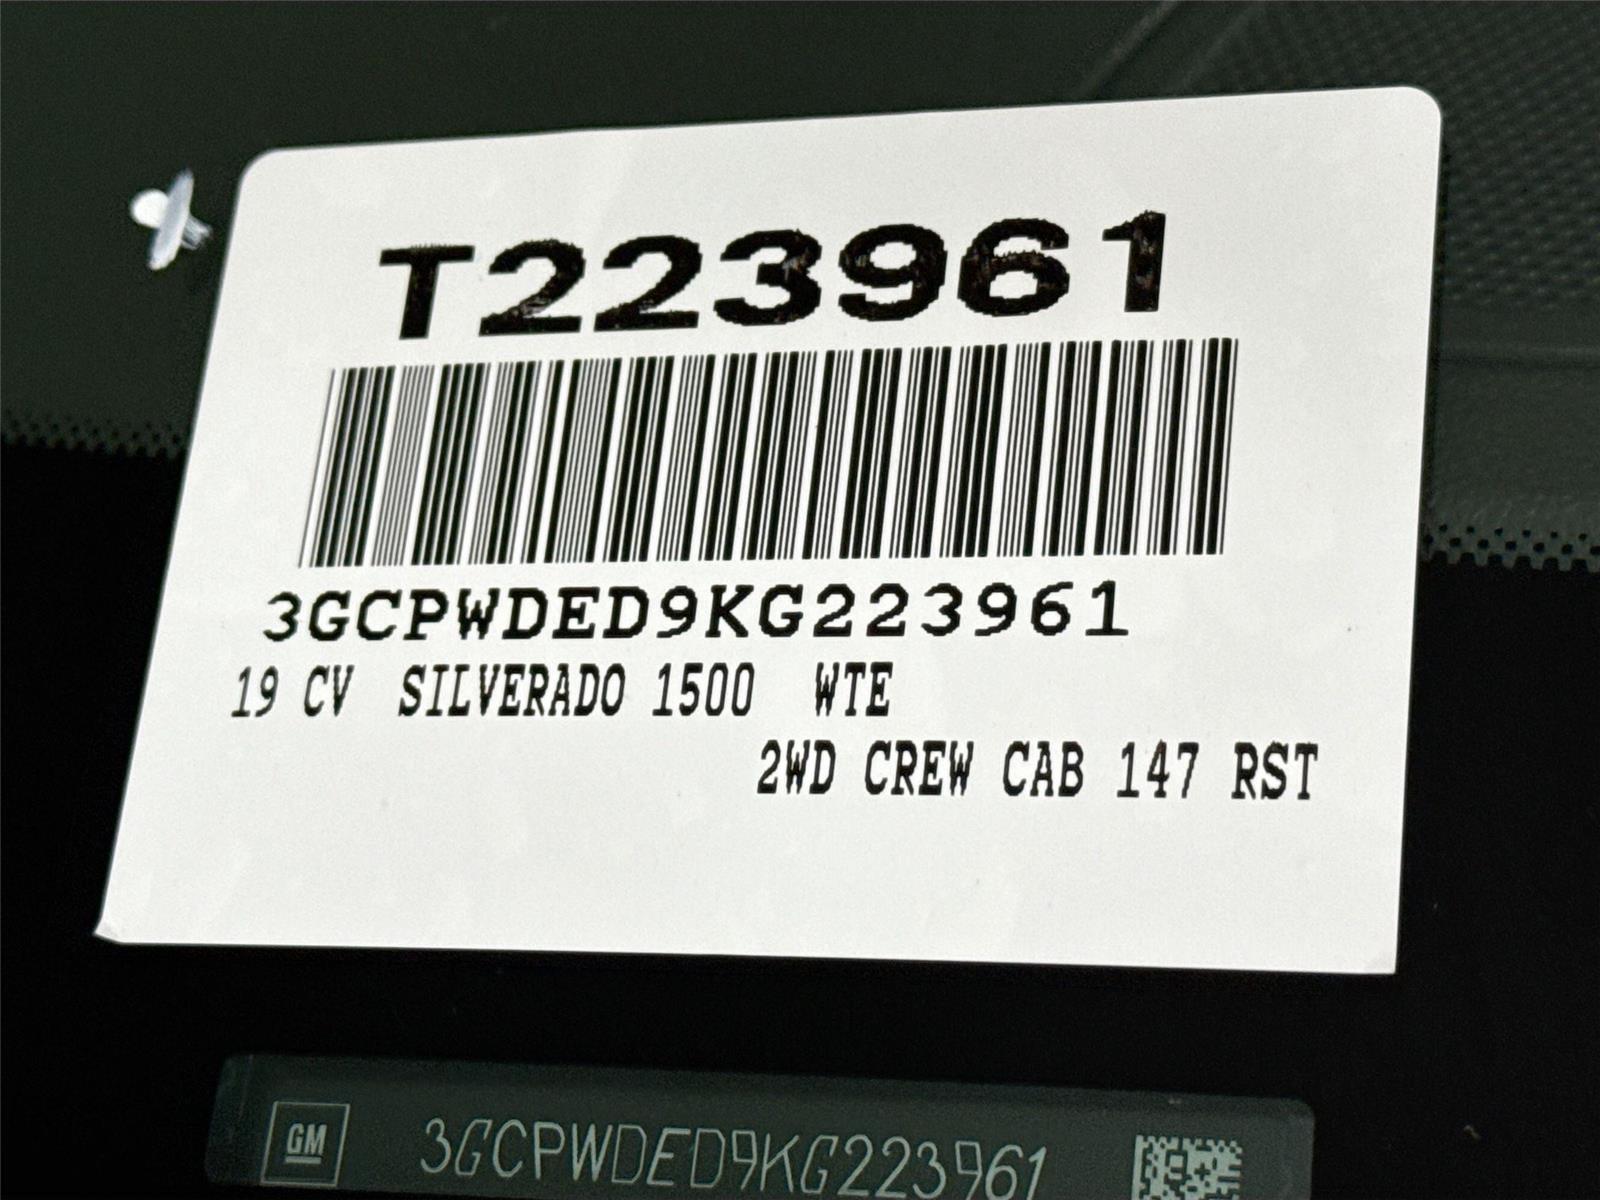 T223961
3GCPWDED9KG223961
19 CV SILVERADO 1500 WTE
2WD CREW CAB 147 RST
GM 3GCPWDED9KG223961